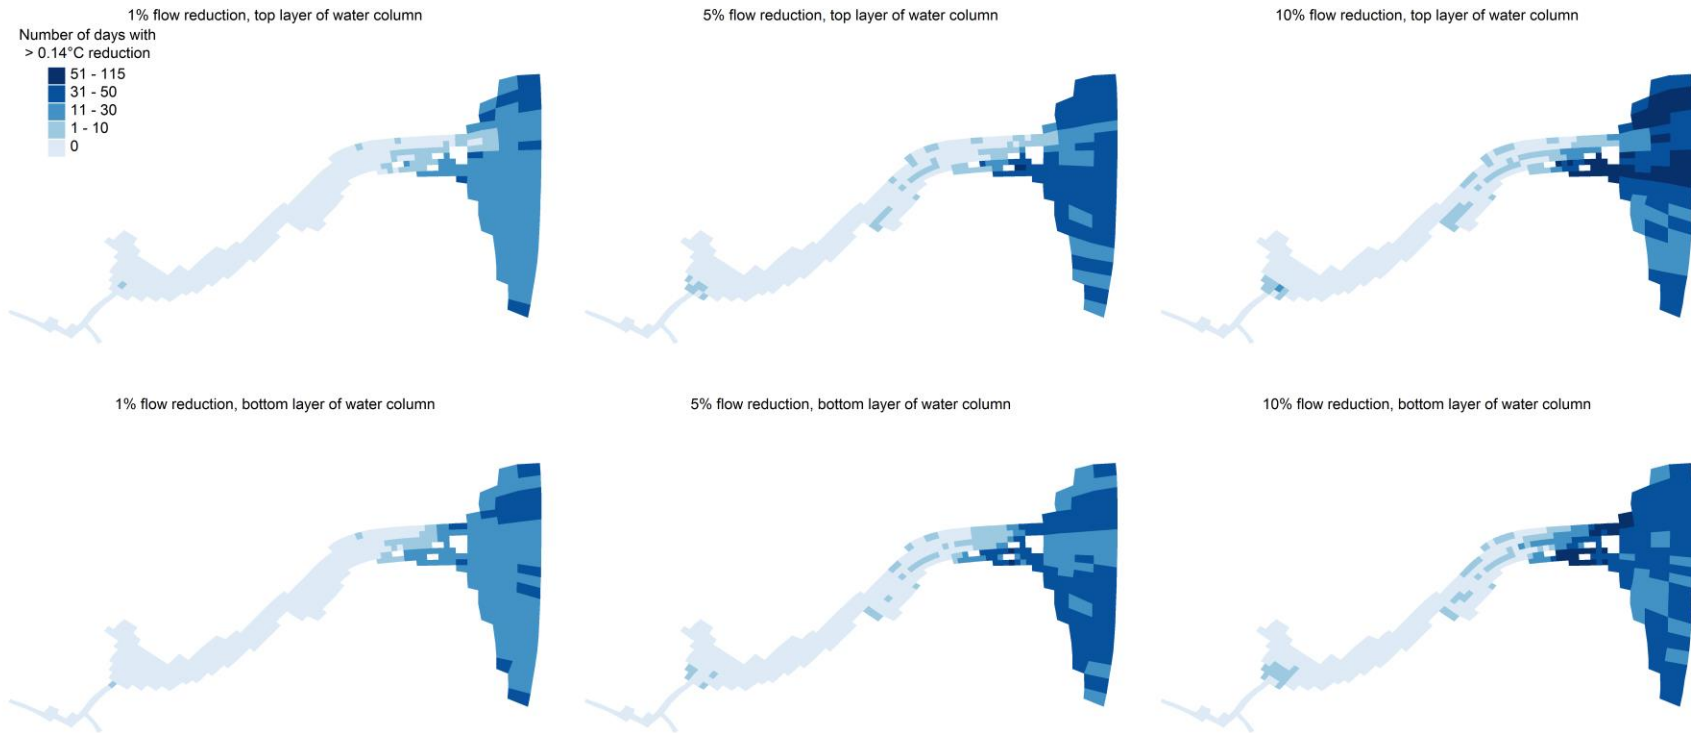 1% flow reduction, top layer of water column
5% flow reduction, top layer of water column
10% flow reduction, top layer of water column
Number of days with
> 0.14°C reduction
51 - 115
31 - 50
11 - 30
1 - 10
0
1% flow reduction, bottom layer of water column
5% flow reduction, bottom layer of water column
10% flow reduction, bottom layer of water column